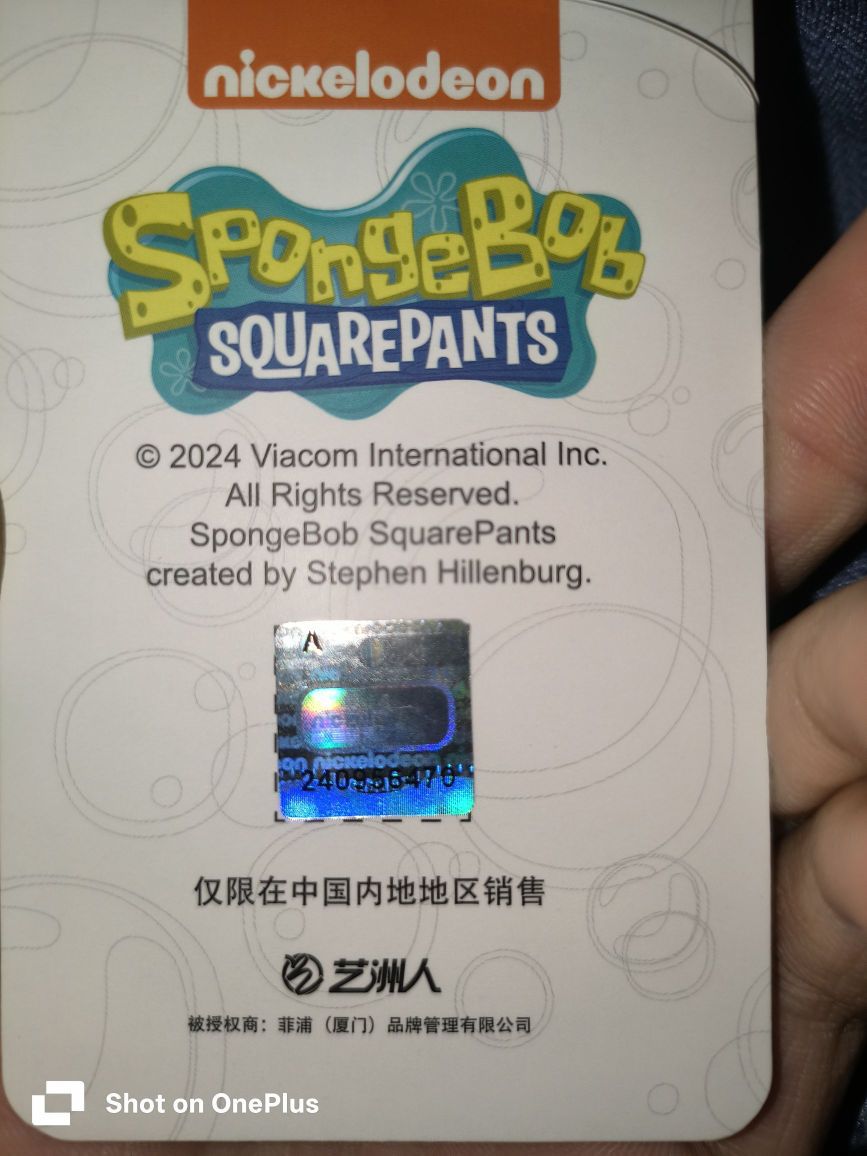 nickelodeon
SpongeBob
SQUAREPANTS
© 2024 Viacom International Inc.
All Rights Reserved.
SpongeBob SquarePants
created by Stephen Hillenburg.
on nickelodeon
仅限在中国内地地区销售
艺洲人
被授权商：菲浦（厦门）品牌管理有限公司
Shot on OnePlus